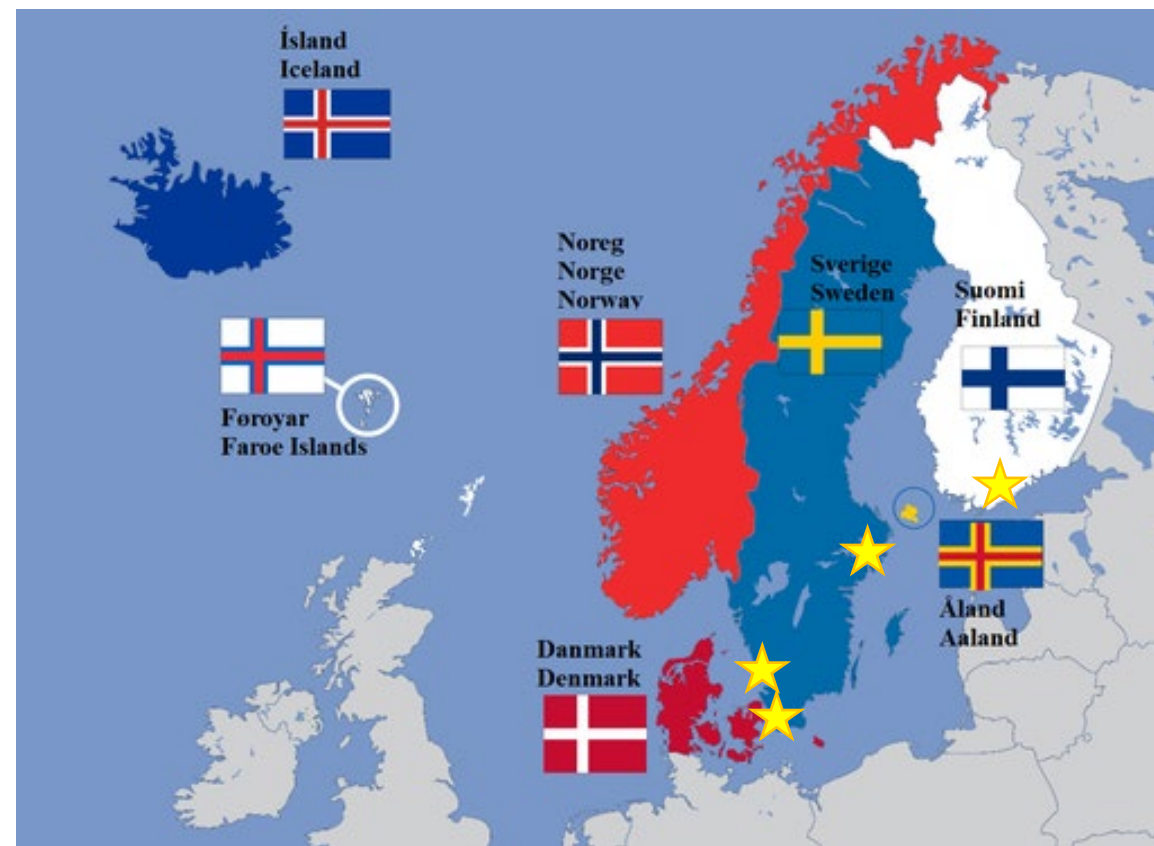 Ísland
Iceland
Noreg
Norge
Norway
Sverige
Sweden
Suomi
Finland
Føroyar
Faroe Islands
Åland
Aaland
Danmark
Denmark